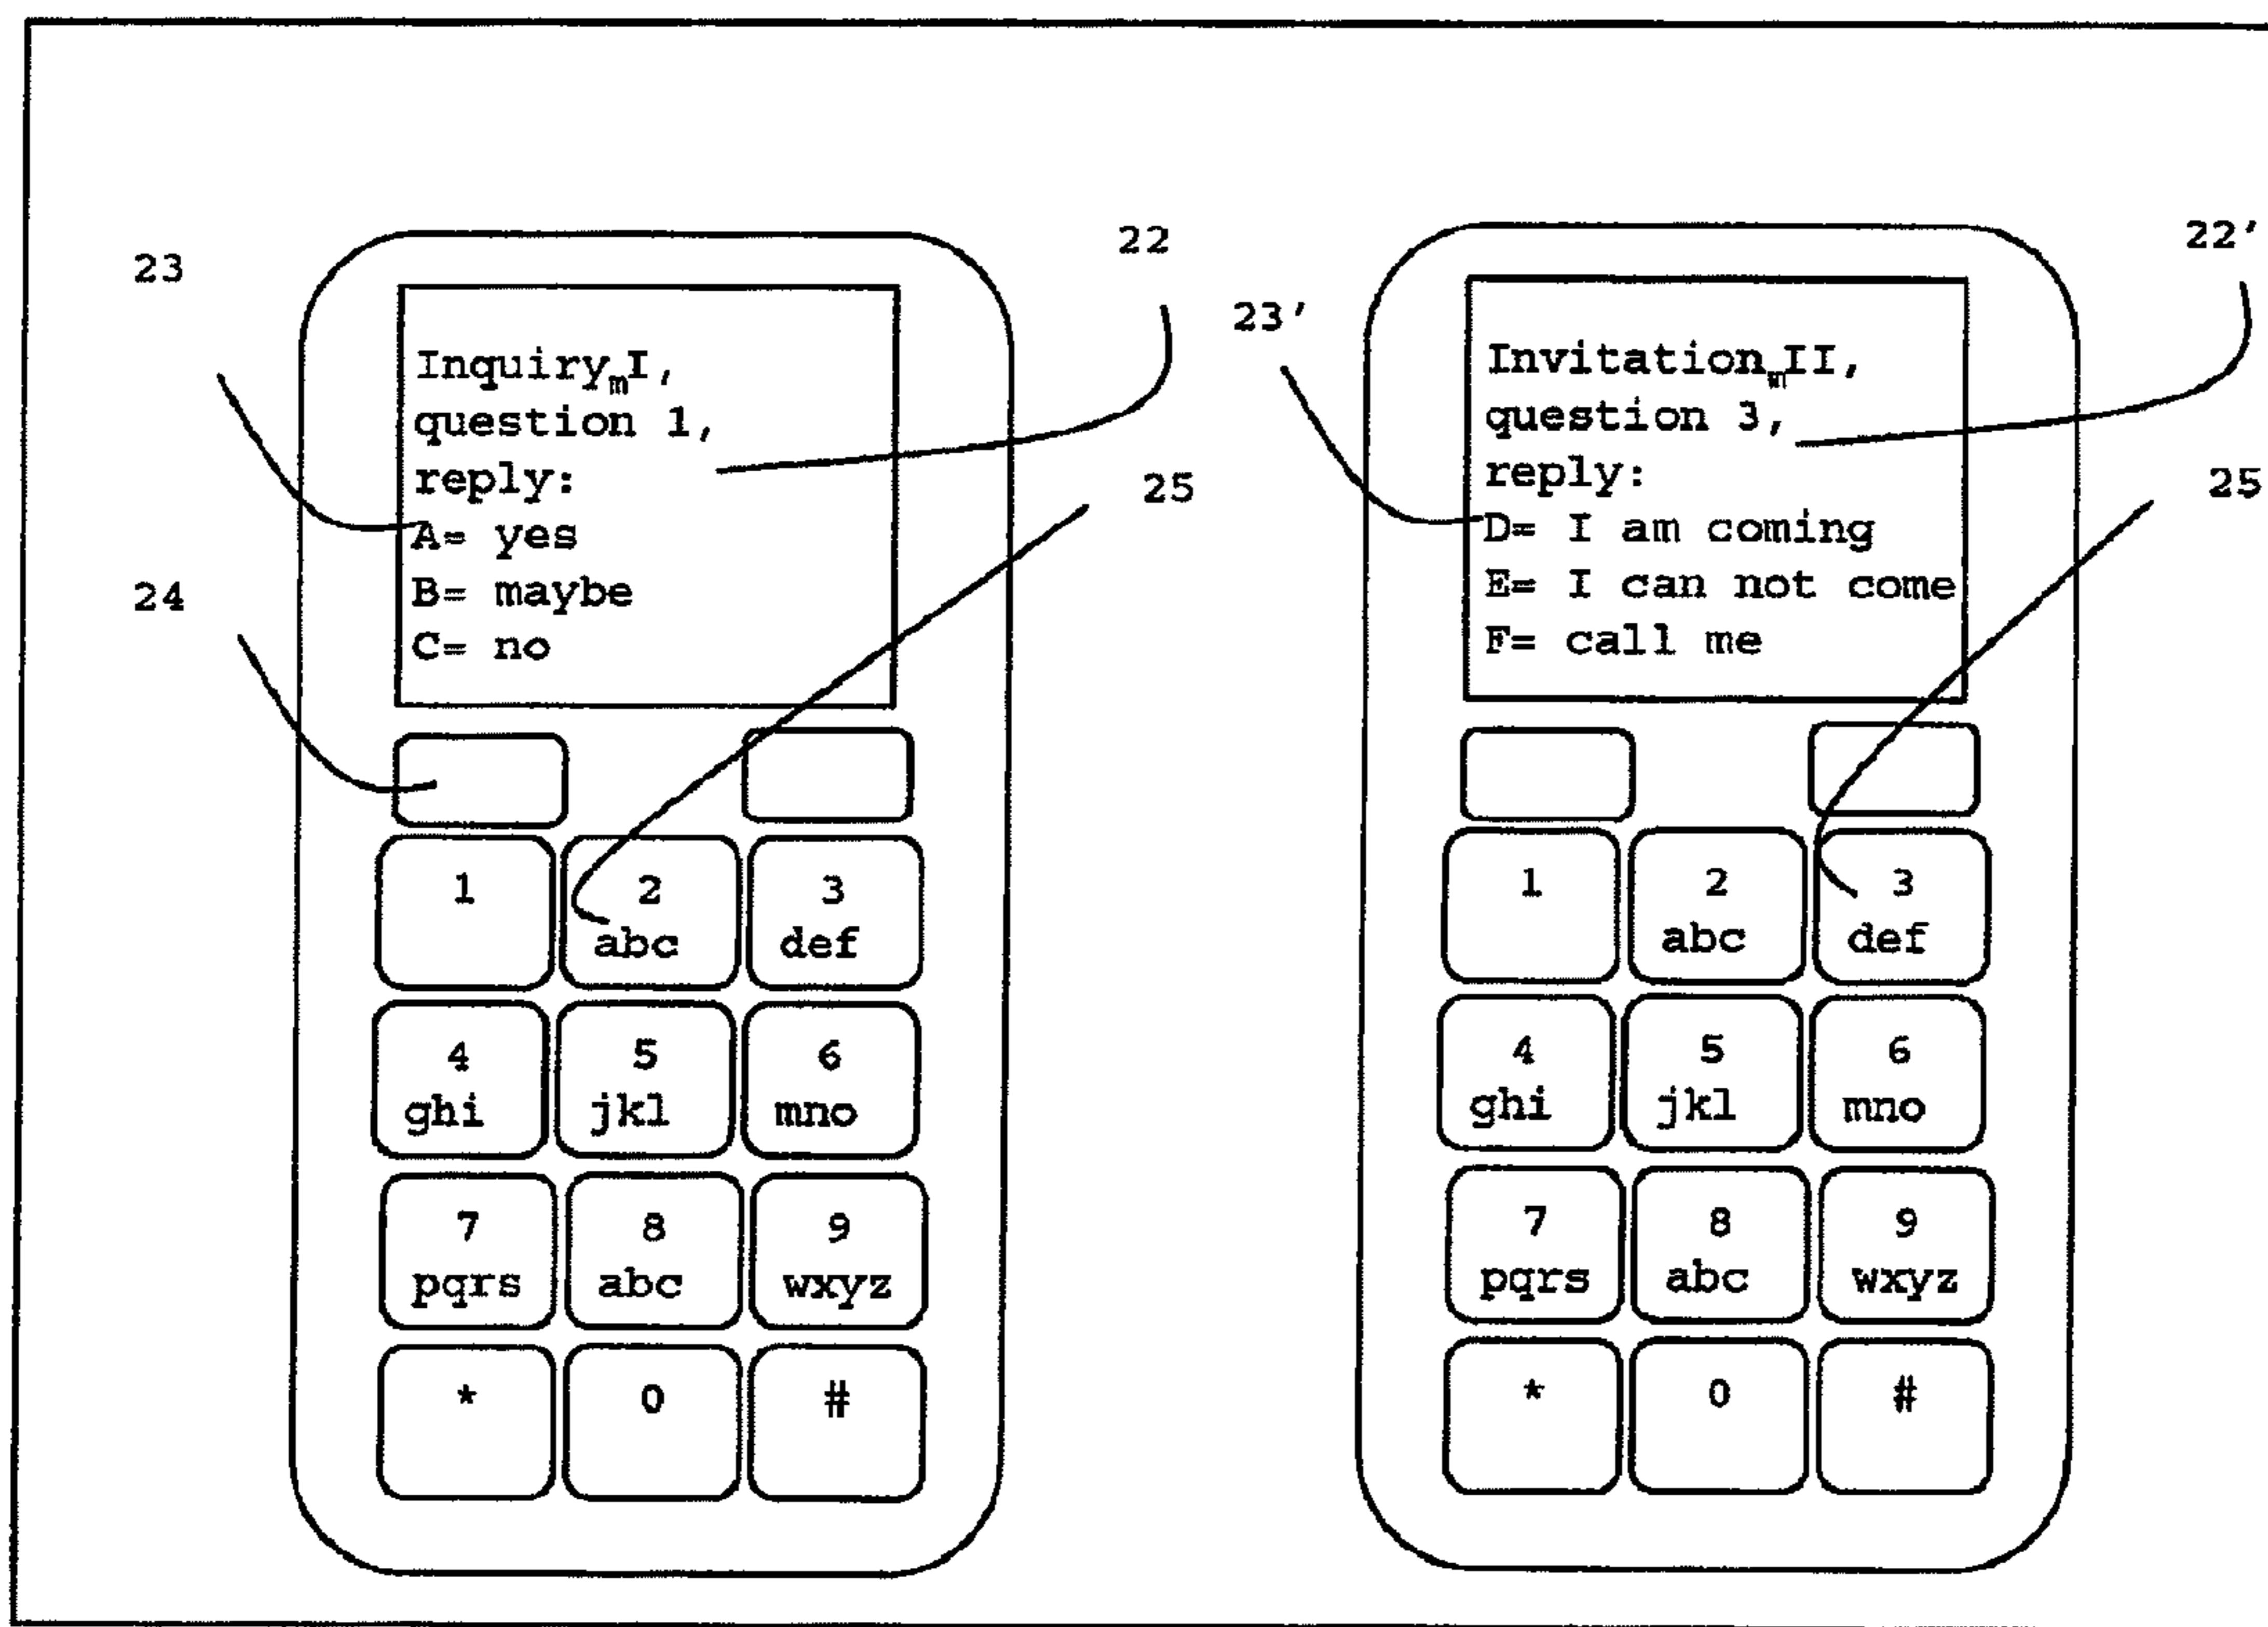 23
22
Inquiry m I,
question 1,
reply:
A= yes
B= maybe
C= no
24
25
1
2
abc
3
def
4
ghi
5
jkl
6
mno
7
pqrs
8
abc
9
wxyz
*
0
#
23'
22'
Invitation m II,
question 3,
reply:
D= I am coming
E= I can not come
F= call me
25
1
2
abc
3
def
4
ghi
5
jkl
6
mno
7
pqrs
8
abc
9
wxyz
*
0
#